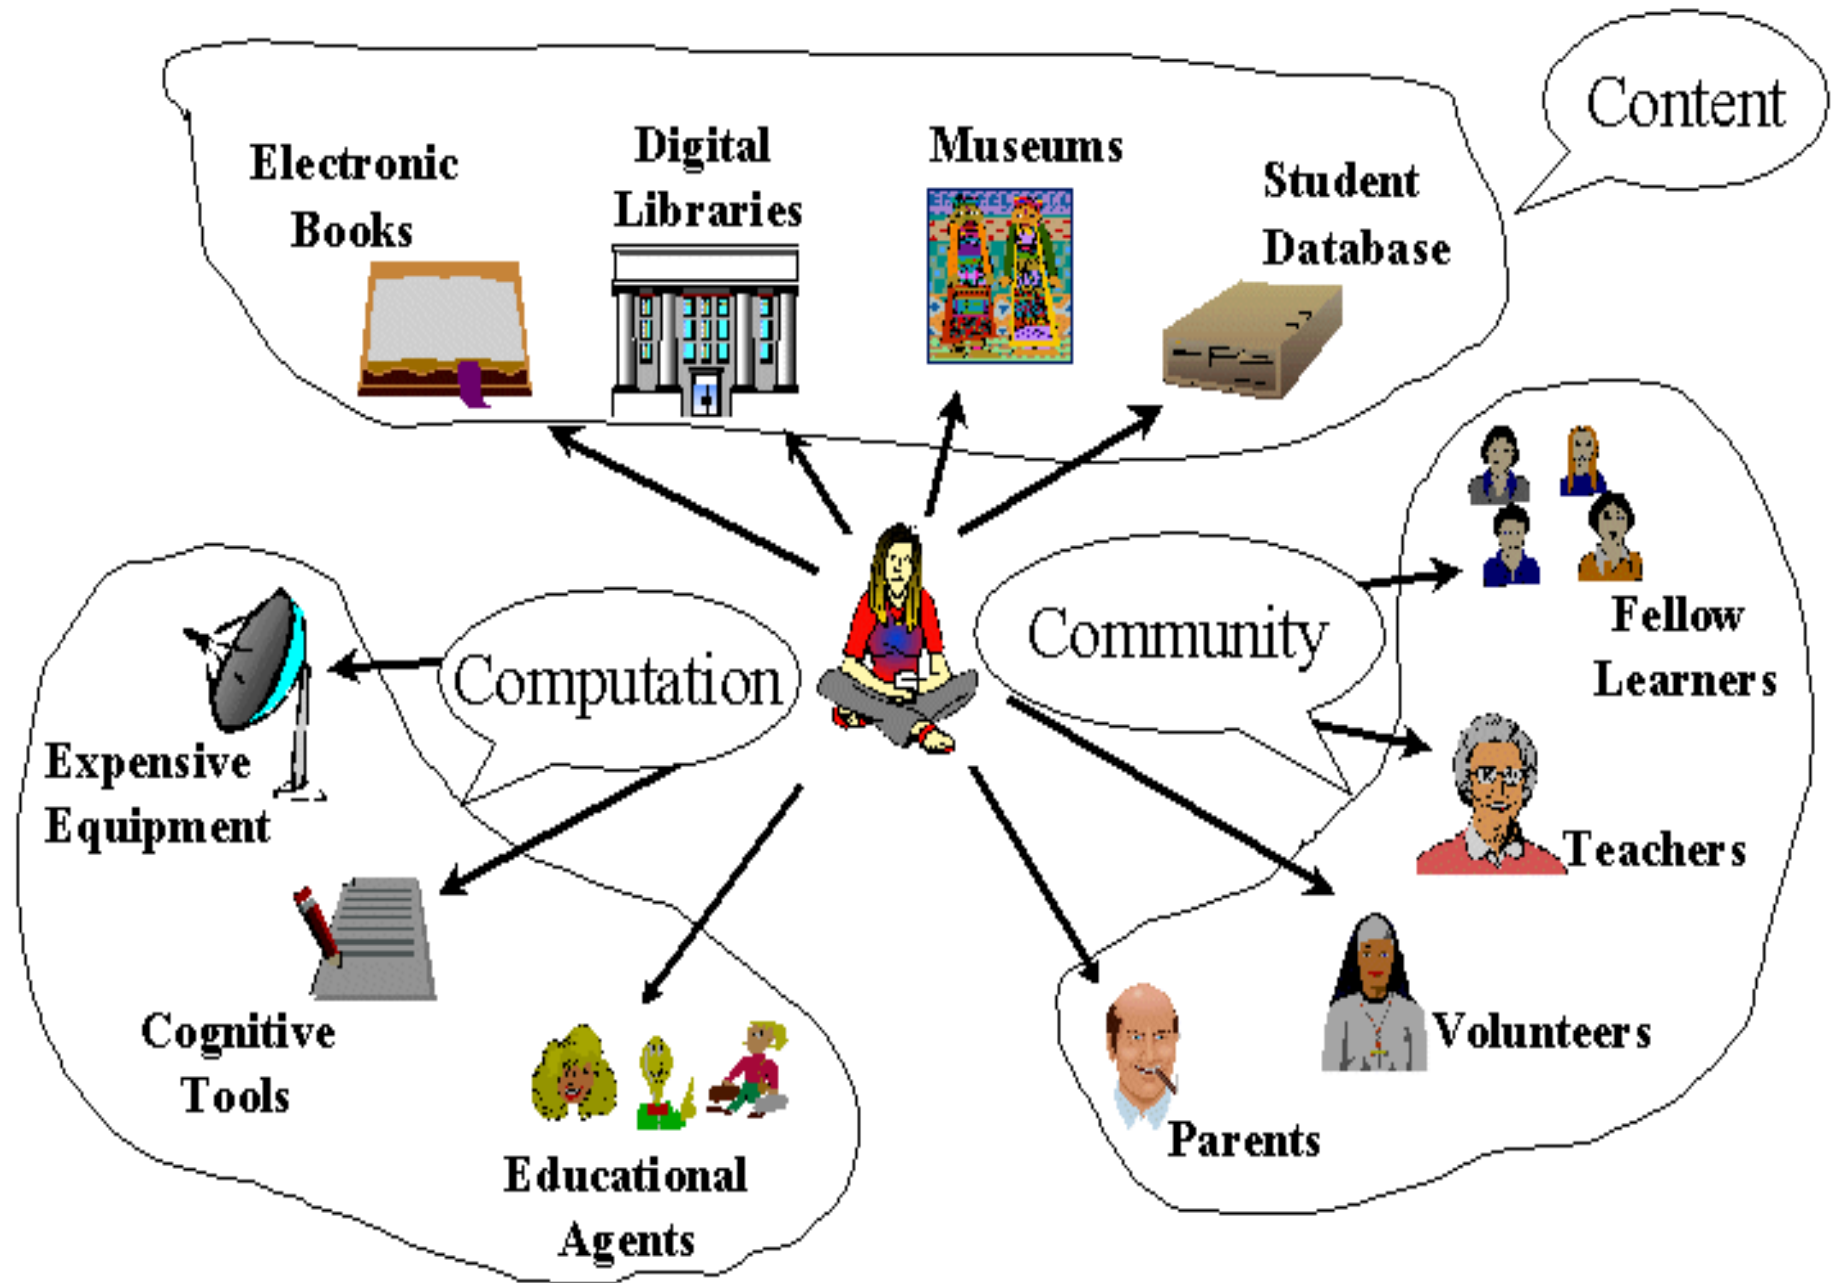 Content
Electronic
Books
Digital
Libraries
Museums
Student
Database
Computation
Community
Fellow
Learners
Expensive
Equipment
Teachers
Cognitive
Tools
Volunteers
Educational
Agents
Parents